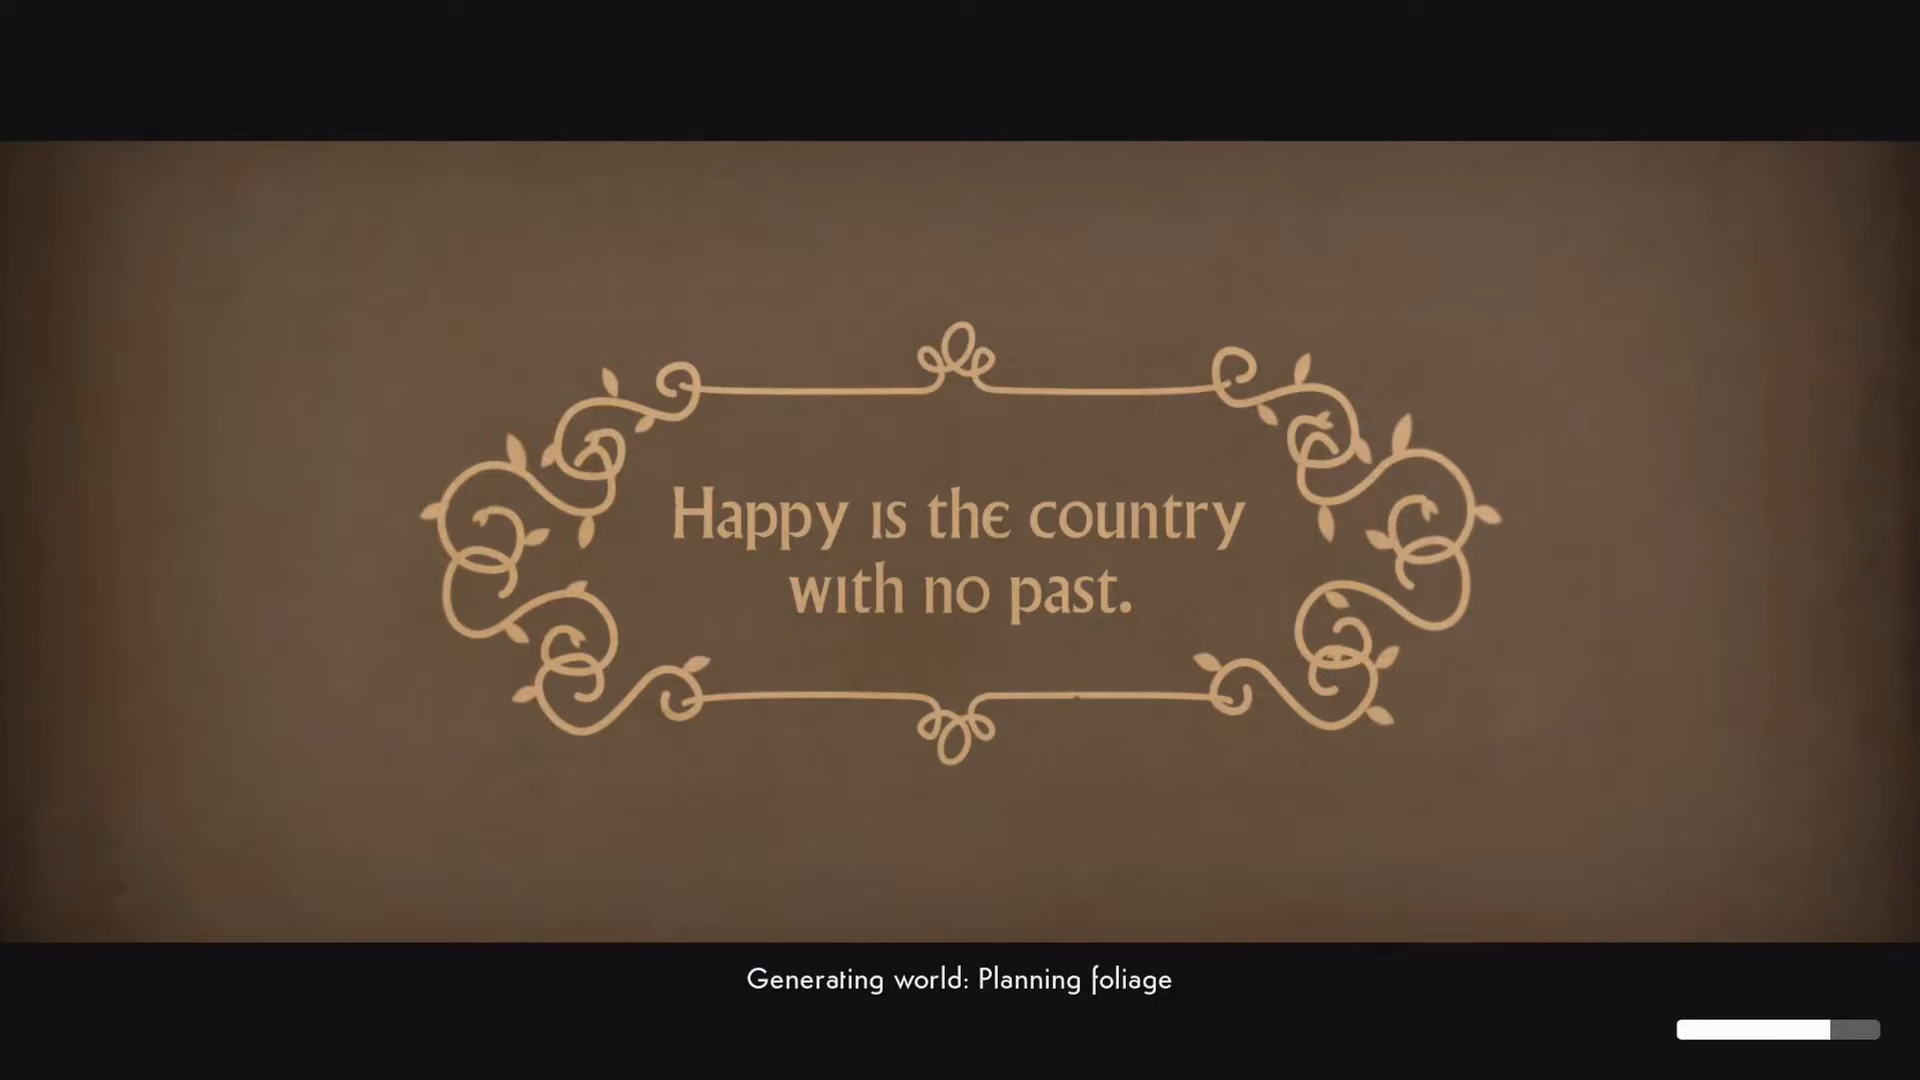 Happy is the country
with no past.
Generating world: Planning foliage